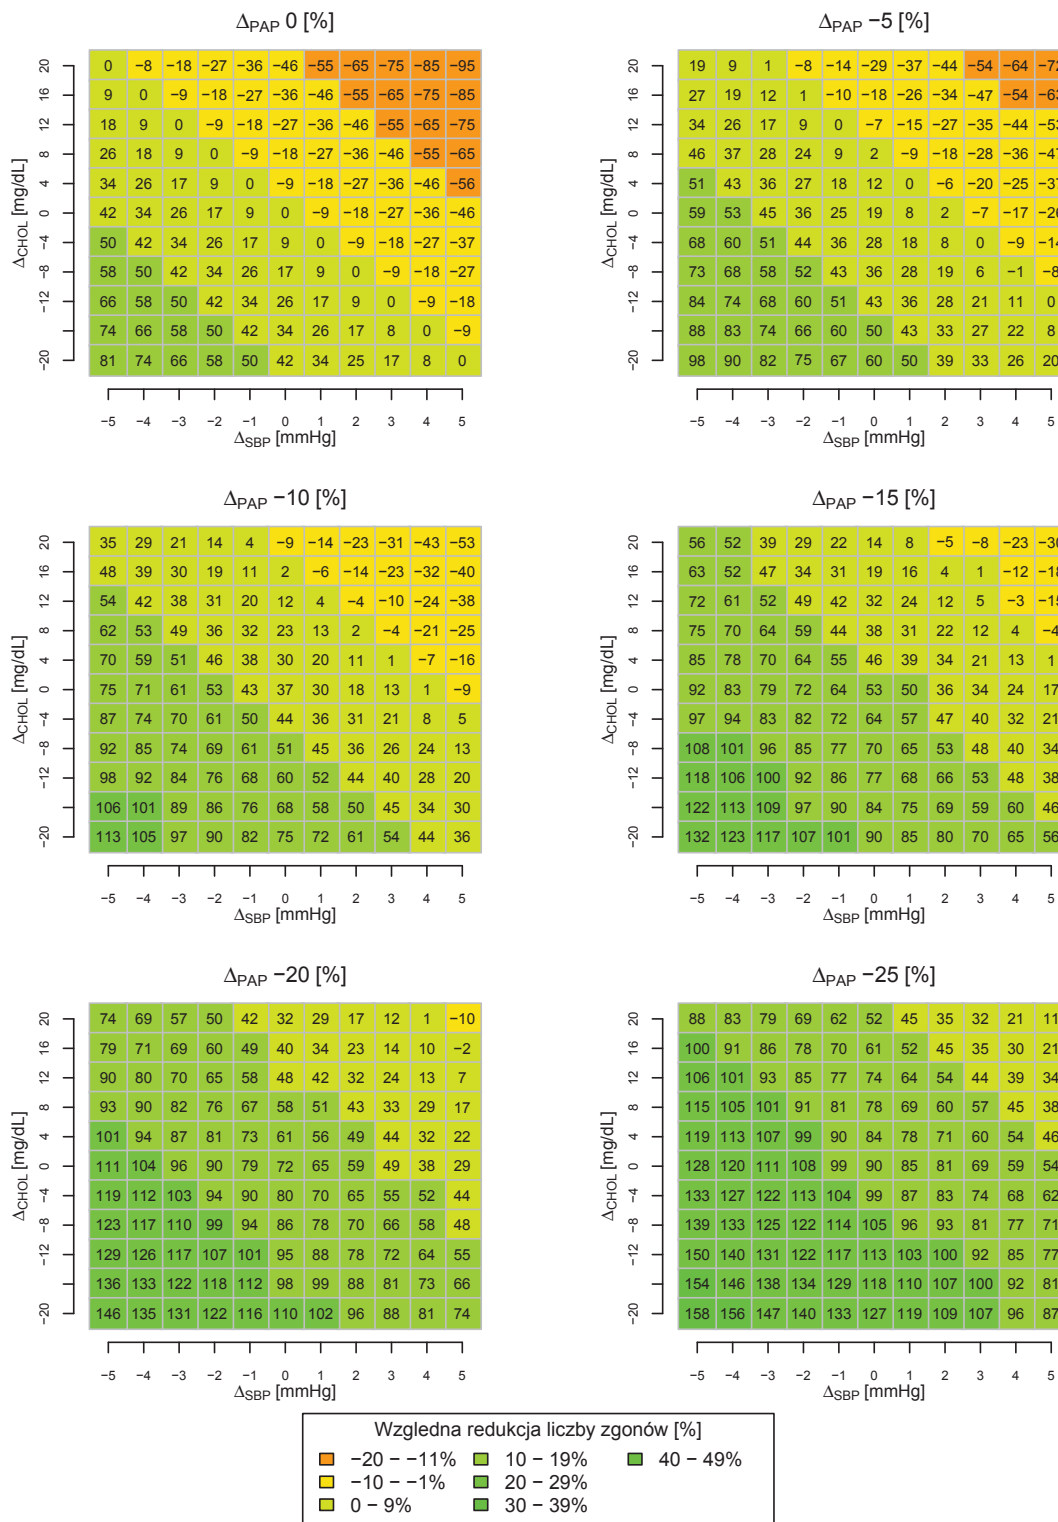 ΔPAP 0 [%]
20 0 −8 −18 −27 −36 −46 −55 −65 −75 −85 −95
16 9 0 −9 −18 −27 −36 −46 −55 −65 −75 −85
12 18 9 0 −9 −18 −27 −36 −46 −55 −65 −75
8 26 18 9 0 −9 −18 −27 −36 −46 −55 −65
4 34 26 17 9 0 −9 −18 −27 −36 −46 −56
0 42 34 26 17 9 0 −9 −18 −27 −36 −46
−4 50 42 34 26 17 9 0 −9 −18 −27 −37
−8 58 50 42 34 26 17 9 0 −9 −18 −27
−12 66 58 50 42 34 26 17 9 0 −9 −18
74 66 58 50 42 34 26 17 8 0 −9
−20 81 74 66 58 50 42 34 25 17 8 0
ΔCHOL [mg/dL]
−5 −4 −3 −2 −1 0 1 2 3 4 5
ΔSBP [mmHg]
ΔPAP −5 [%]
20 19 9 1 −8 −14 −29 −37 −44 −54 −64 −72
16 27 19 12 1 −10 −18 −26 −34 −47 −54 −63
12 34 26 17 9 0 −7 −15 −27 −35 −44 −53
8 46 37 28 24 9 2 −9 −18 −28 −36 −47
4 51 43 36 27 18 12 0 −6 −20 −25 −37
0 59 53 45 36 25 19 8 2 −7 −17 −26
−4 68 60 51 44 36 28 18 8 0 −9 −14
−8 73 68 58 52 43 36 28 19 6 −1 −8
−12 84 74 68 60 51 43 36 28 21 11 0
88 83 74 66 60 50 43 33 27 22 8
−20 98 90 82 75 67 60 50 39 33 26 20
ΔCHOL [mg/dL]
−5 −4 −3 −2 −1 0 1 2 3 4 5
ΔSBP [mmHg]
ΔPAP −10 [%]
20 35 29 21 14 4 −9 −14 −23 −31 −43 −53
16 48 39 30 19 11 2 −6 −14 −23 −32 −40
12 54 42 38 31 20 12 4 −4 −10 −24 −38
8 62 53 49 36 32 23 13 2 −4 −21 −25
4 70 59 51 46 38 30 20 11 1 −7 −16
0 75 71 61 53 43 37 30 18 13 1 −9
−4 87 74 70 61 50 44 36 31 21 8 5
−8 92 85 74 69 61 51 45 36 26 24 13
−12 98 92 84 76 68 60 52 44 40 28 20
106 101 89 86 76 68 58 50 45 34 30
−20 113 105 97 90 82 75 72 61 54 44 36
ΔCHOL [mg/dL]
−5 −4 −3 −2 −1 0 1 2 3 4 5
ΔSBP [mmHg]
ΔPAP −15 [%]
20 56 52 39 29 22 14 8 −5 −8 −23 −30
16 63 52 47 34 31 19 16 4 1 −12 −18
12 72 61 52 49 42 32 24 12 5 −3 −15
8 75 70 64 59 44 38 31 22 12 4 −4
4 85 78 70 64 55 46 39 34 21 13 1
0 92 83 79 72 64 53 50 36 34 24 17
−4 97 94 83 82 72 64 57 47 40 32 21
−8 108 101 96 85 77 70 65 53 48 40 34
−12 118 106 100 92 86 77 68 66 53 48 38
122 113 109 97 90 84 75 69 59 60 46
−20 132 123 117 107 101 90 85 80 70 65 56
ΔCHOL [mg/dL]
−5 −4 −3 −2 −1 0 1 2 3 4 5
ΔSBP [mmHg]
ΔPAP −20 [%]
20 74 69 57 50 42 32 29 17 12 1 −10
16 79 71 69 60 49 40 34 23 14 10 −2
12 90 80 70 65 58 48 42 32 24 13 7
8 93 90 82 76 67 58 51 43 33 29 17
4 101 94 87 81 73 61 56 49 44 32 22
0 111 104 96 90 79 72 65 59 49 38 29
−4 119 112 103 94 90 80 70 65 55 52 44
−8 123 117 110 99 94 86 78 70 66 58 48
−12 129 126 117 107 101 95 88 78 72 64 55
136 133 122 118 112 98 99 88 81 73 66
−20 146 135 131 122 116 110 102 96 88 81 74
ΔCHOL [mg/dL]
−5 −4 −3 −2 −1 0 1 2 3 4 5
ΔSBP [mmHg]
ΔPAP −25 [%]
20 88 83 79 69 62 52 45 35 32 21 11
16 100 91 86 78 70 61 52 45 35 30 21
12 106 101 93 85 77 74 64 54 44 39 34
8 115 105 101 91 81 78 69 60 57 45 38
4 119 113 107 99 90 84 78 71 60 54 46
0 128 120 111 108 99 90 85 81 69 59 54
−4 133 127 122 113 104 99 87 83 74 68 62
−8 139 133 125 122 114 105 96 93 81 77 71
−12 150 140 131 122 117 113 103 100 92 85 77
154 146 138 134 129 118 110 107 100 92 81
−20 158 156 147 140 133 127 119 109 107 96 87
ΔCHOL [mg/dL]
−5 −4 −3 −2 −1 0 1 2 3 4 5
ΔSBP [mmHg]
Wzgledna redukcja liczby zgonów [%]
−20 − −11% 10 − 19% 40 − 49%
−10 − −1% 20 − 29%
0 − 9% 30 − 39%